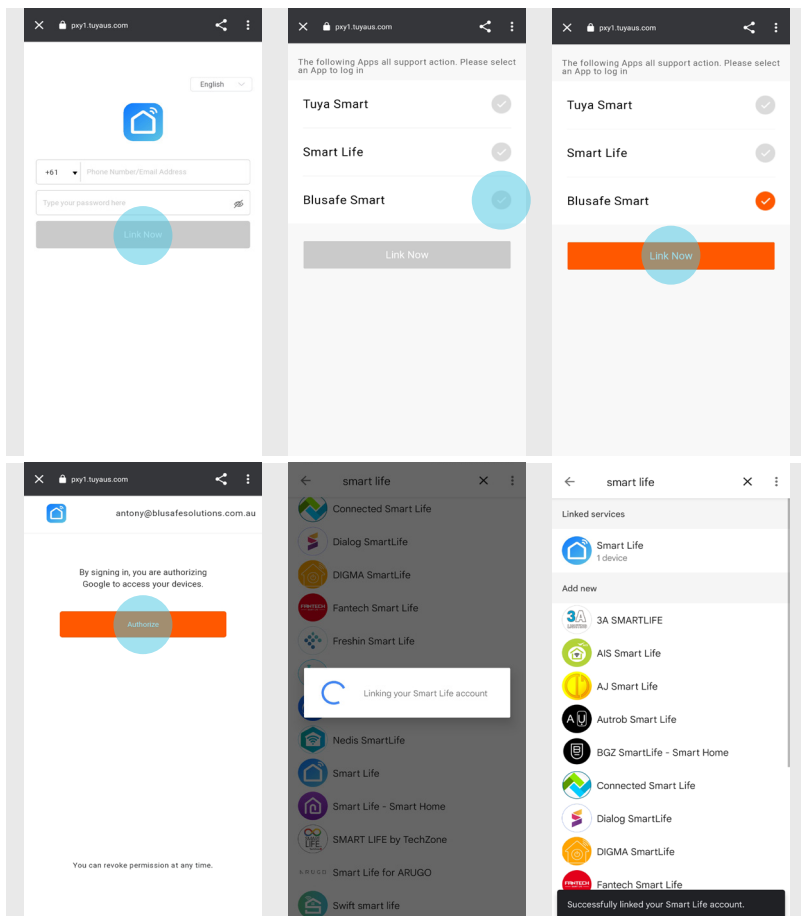 pxy1.tuyaus.com
English
+61
Phone Number/Email Address
Type your password here
Link Now
pxy1.tuyaus.com
The following Apps all support action. Please select
an App to log in
Tuya Smart
Smart Life
Blusafe Smart
Link Now
pxy1.tuyaus.com
The following Apps all support action. Please select
an App to log in
Tuya Smart
Smart Life
Blusafe Smart
Link Now
pxy1.tuyaus.com
antony@blusafesolutions.com.au
By signing in, you are authorizing
Google to access your devices.
Authorize
You can revoke permission at any time.
smart life
Connected Smart Life
Dialog SmartLife
DIGMA SmartLife
FANTECH
Fantech Smart Life
Freshin Smart Life
Linking your Smart Life account
Nedis SmartLife
Smart Life
Smart Life - Smart Home
LIFE
SMART LIFE by TechZone
ARUGO
Smart Life for ARUGO
Swift smart life
smart life
Linked services
Smart Life
1 device
Add new
3A
3A SMARTLIFE
AIS Smart Life
AJ Smart Life
AU
Autrob Smart Life
BGZ SmartLife - Smart Home
Connected Smart Life
Dialog SmartLife
DIGMA SmartLife
FANTECH
Fantech Smart Life
Successfully linked your Smart Life account.